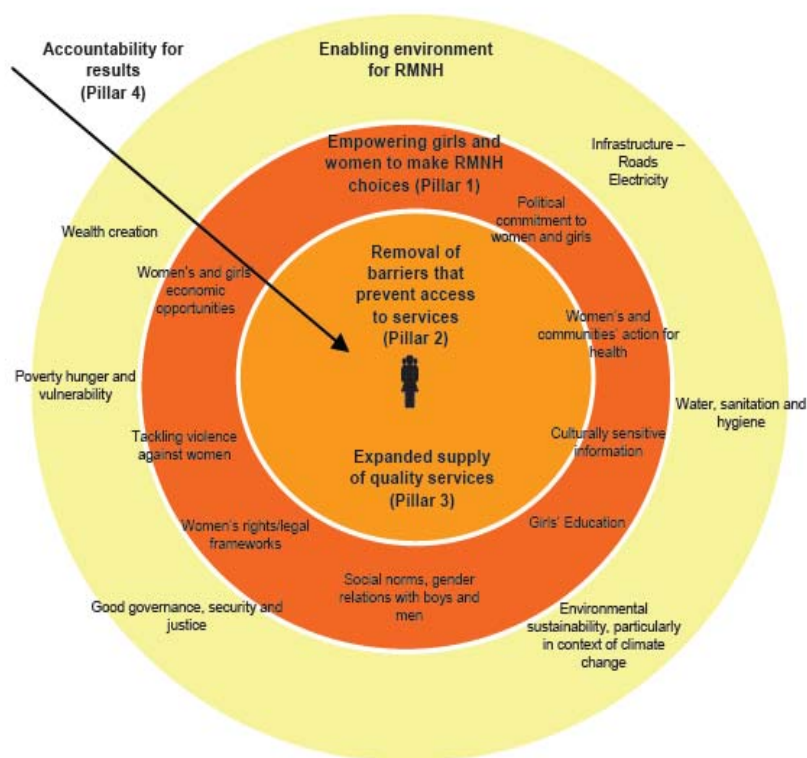 Accountability for
results
(Pillar 4)
Enabling environment
for RMNH
Empowering girls and
women to make RMNH
choices (Pillar 1)
Infrastructure –
Roads
Electricity
Political
commitment to
women and girls
Wealth creation
Removal of
barriers that
prevent access
to services
(Pillar 2)
Women's and girls
economic
opportunities
Women's and
communities' action for
health
Poverty hunger and
vulnerability
Water, sanitation and
hygiene
Tackling violence
against women
Culturally sensitive
information
Expanded supply
of quality services
(Pillar 3)
Women's rights/legal
frameworks
Girls' Education
Social norms, gender
relations with boys and
men
Good governance, security and
justice
Environmental
sustainability, particularly
in context of climate
change